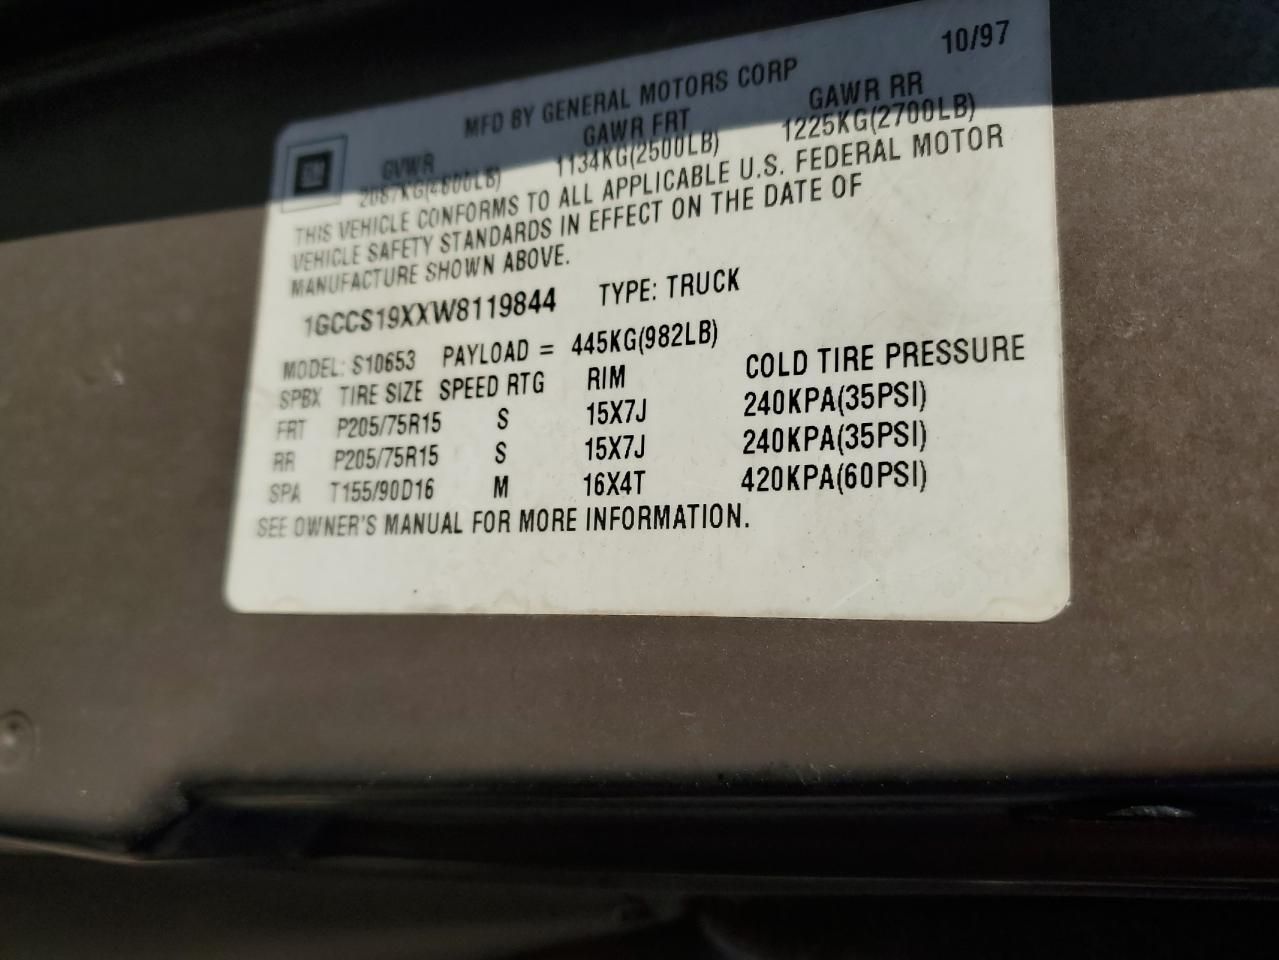 10/97
MFD BY GENERAL MOTORS CORP
GVWR GAWR FRT GAWR RR
2087KG(4600LB) 1134KG(2500LB) 1225KG(2700LB)
THIS VEHICLE CONFORMS TO ALL APPLICABLE U.S. FEDERAL MOTOR
VEHICLE SAFETY STANDARDS IN EFFECT ON THE DATE OF
MANUFACTURE SHOWN ABOVE.
1GCCS19XXW8119844 TYPE: TRUCK
MODEL: S10653 PAYLOAD = 445KG(982LB)
SPBX TIRE SIZE SPEED RTG RIM COLD TIRE PRESSURE
FRT P205/75R15 S 15X7J 240KPA(35PSI)
RR P205/75R15 S 15X7J 240KPA(35PSI)
SPA T155/90D16 M 16X4T 420KPA(60PSI)
SEE OWNER'S MANUAL FOR MORE INFORMATION.